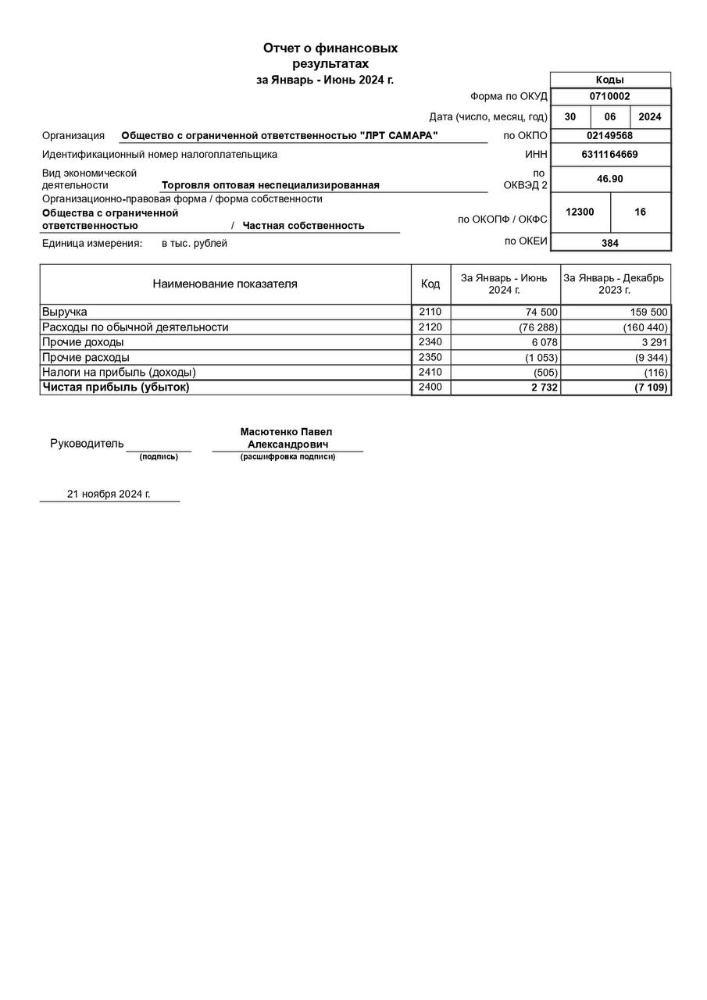 Отчет о финансовых
результатах
за Январь - Июнь 2024 г.
Коды
Форма по ОКУД 0710002
Дата (число, месяц, год) 30 06 2024
Организация Общество с ограниченной ответственностью "ЛРТ САМАРА" по ОКПО 02149568
Идентификационный номер налогоплательщика ИНН 6311164669
Вид экономической
деятельности Торговля оптовая неспециализированная
по
ОКВЭД 2
46.90
Организационно-правовая форма / форма собственности
Общества с ограниченной
ответственностью / Частная собственность
по ОКОПФ / ОКФС 12300 16
Единица измерения: в тыс. рублей по ОКЕИ 384
Наименование показателя Код За Январь - Июнь
2024 г.
За Январь - Декабрь
2023 г.
Выручка 2110 74 500 159 500
Расходы по обычной деятельности 2120 (76 288) (160 440)
Прочие доходы 2340 6 078 3 291
Прочие расходы 2350 (1 053) (9 344)
Налоги на прибыль (доходы) 2410 (505) (116)
Чистая прибыль (убыток) 2400 2 732 (7 109)
Масютенко Павел
Руководитель Александрович
(подпись) (расшифровка подписи)
21 ноября 2024 г.